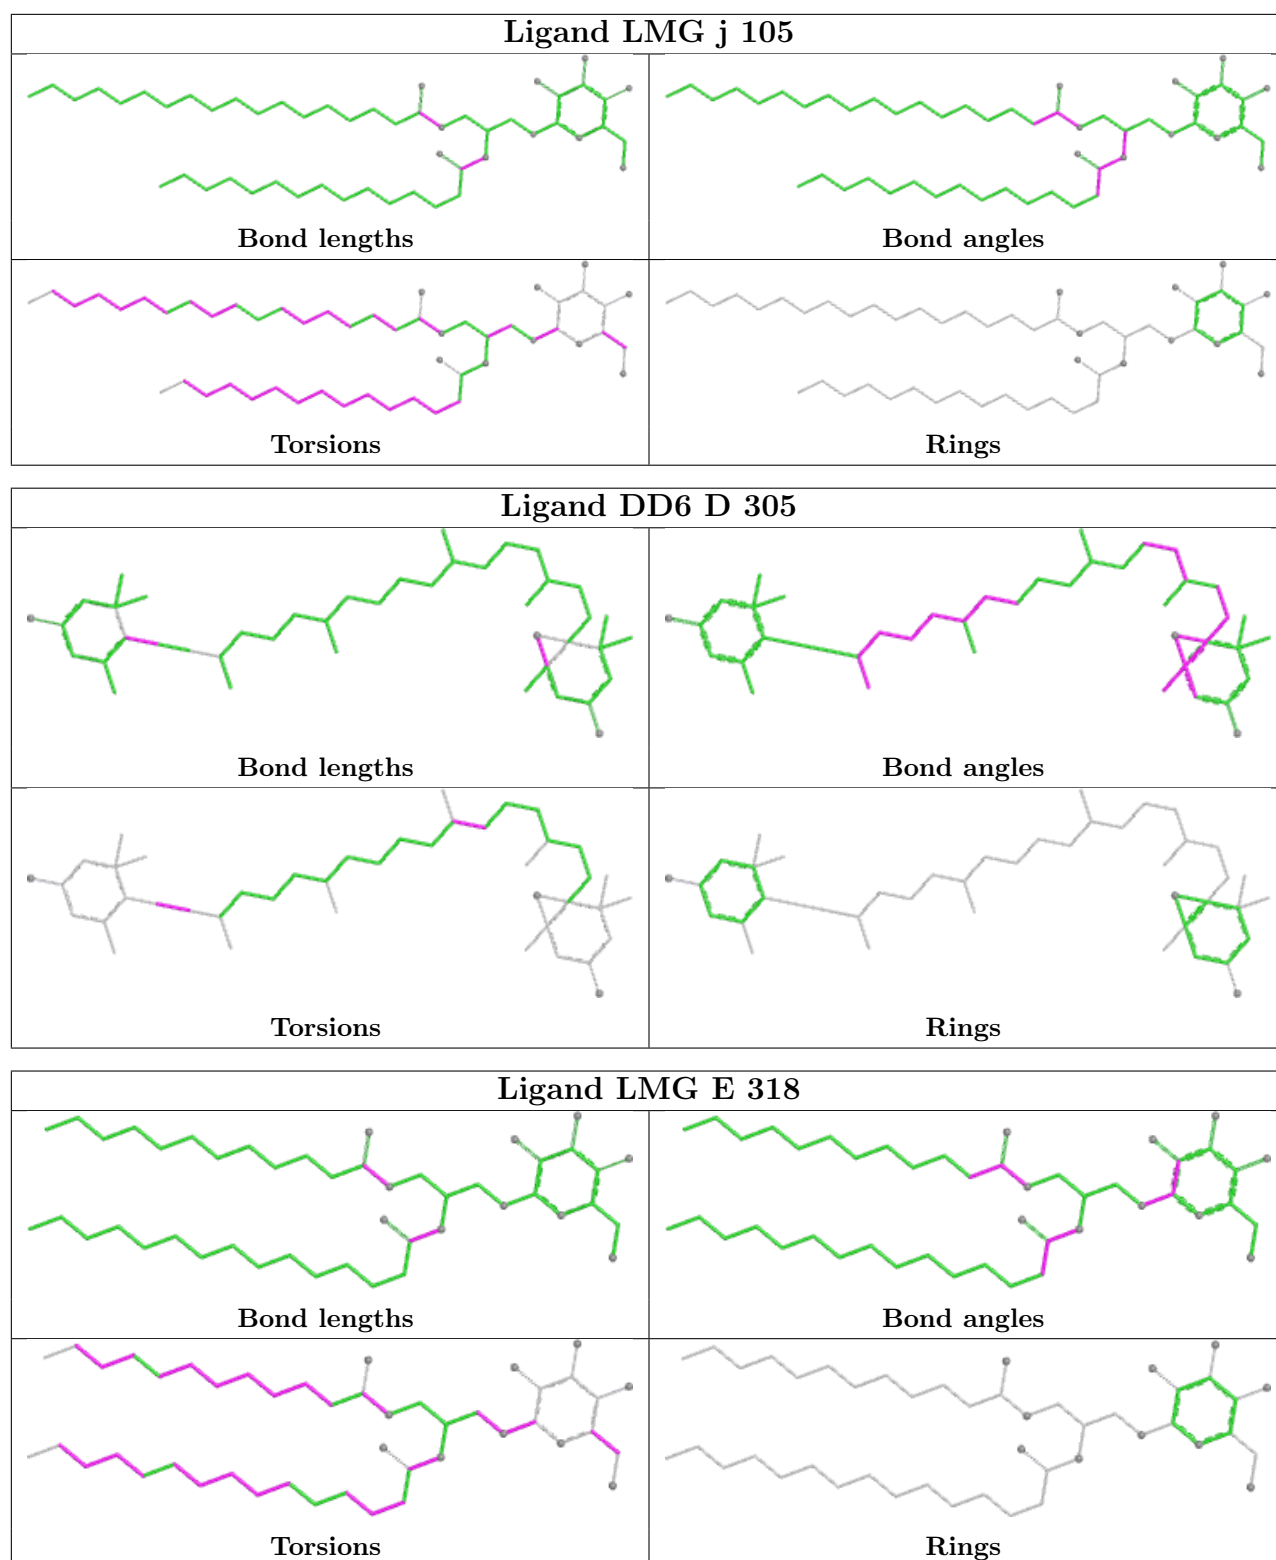 Ligand LMG j 105
Bond lengths
Bond angles
Torsions
Rings
Ligand DD6 D 305
Bond lengths
Bond angles
Torsions
Rings
Ligand LMG E 318
Bond lengths
Bond angles
Torsions
Rings